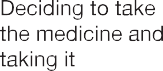 Deciding to take
the medicine and
taking it